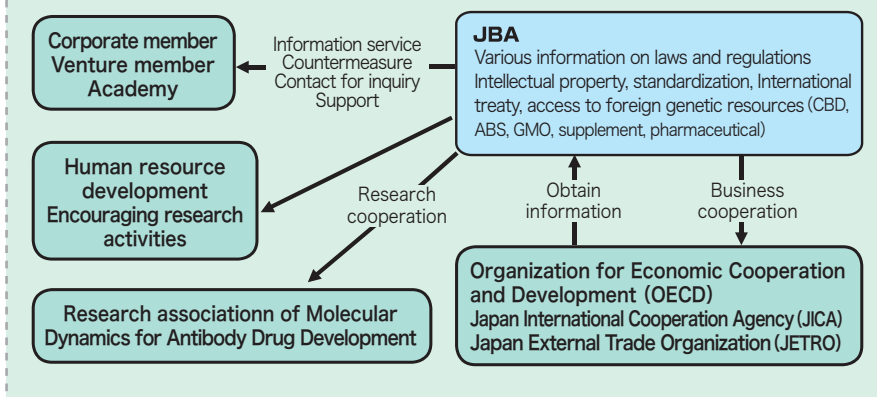 Corporate member
Venture member
Academy
Information service
Countermeasure
Contact for inquiry
Support
JBA
Various information on laws and regulations
Intellectual property, standardization, International
treaty, access to foreign genetic resources (CBD,
ABS, GMO, supplement, pharmaceutical)
Human resource
development
Encouraging research
activities
Research
cooperation
Obtain
information
Business
cooperation
Research associationn of Molecular
Dynamics for Antibody Drug Development
Organization for Economic Cooperation
and Development (OECD)
Japan International Cooperation Agency (JICA)
Japan External Trade Organization (JETRO)